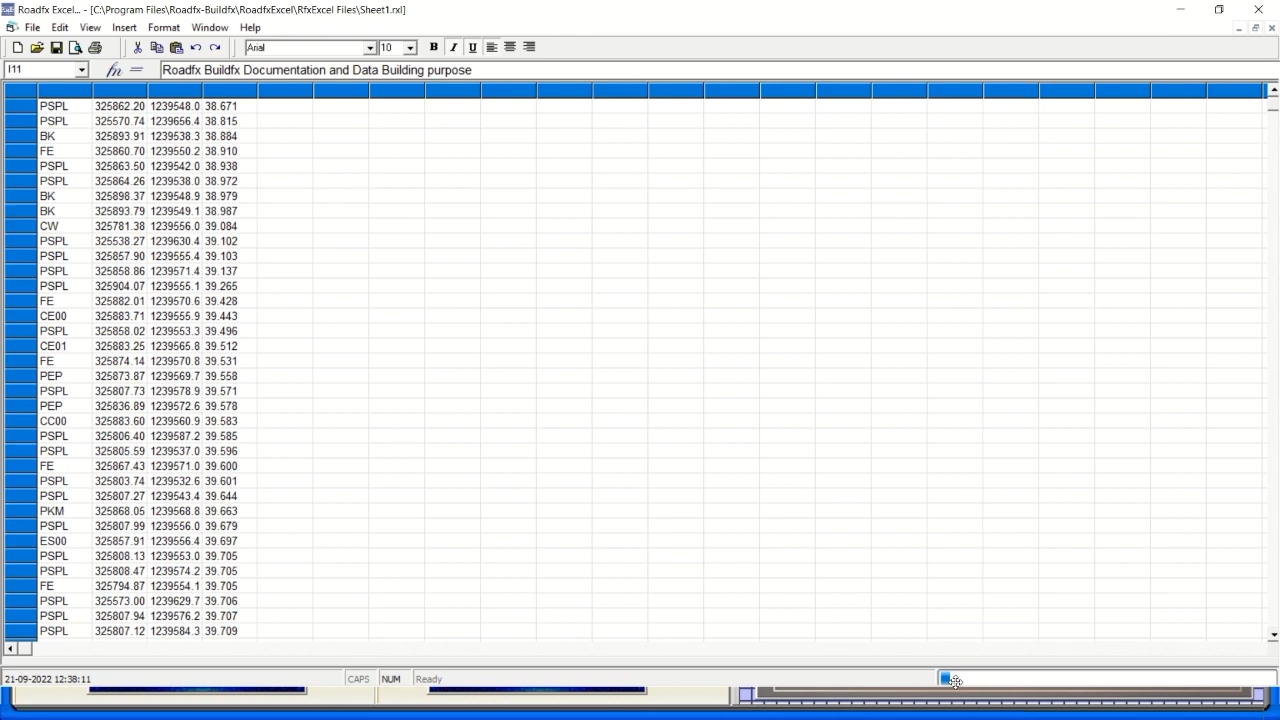 Roadfx Excel... - [C:\Program Files\Roadfx-Buildfx\RoadfxExcel\RfxExcel Files\Sheet1.rxl]
File Edit View Insert Format Window Help
Arial 10 B I U
I11 fx = Roadfx Buildfx Documentation and Data Building purpose
PSPL 325862.20 1239548.0 38.671
PSPL 325570.74 1239656.4 38.815
BK 325893.91 1239538.3 38.884
FE 325860.70 1239550.2 38.910
PSPL 325863.50 1239542.0 38.938
PSPL 325864.26 1239538.0 38.972
BK 325898.37 1239548.9 38.979
BK 325893.79 1239549.1 38.987
CW 325781.38 1239556.0 39.084
PSPL 325538.27 1239630.4 39.102
PSPL 325857.90 1239555.4 39.103
PSPL 325858.86 1239571.4 39.137
PSPL 325904.07 1239555.1 39.265
FE 325882.01 1239570.6 39.428
CE00 325883.71 1239555.9 39.443
PSPL 325858.02 1239553.3 39.496
CE01 325883.25 1239565.8 39.512
FE 325874.14 1239570.8 39.531
PEP 325873.87 1239569.7 39.558
PSPL 325807.73 1239578.9 39.571
PEP 325836.89 1239572.6 39.578
CC00 325883.60 1239560.9 39.583
PSPL 325806.40 1239587.2 39.585
PSPL 325805.59 1239537.0 39.596
FE 325867.43 1239571.0 39.600
PSPL 325803.74 1239532.6 39.601
PSPL 325807.27 1239543.4 39.644
PKM 325868.05 1239568.8 39.663
PSPL 325807.99 1239556.0 39.679
ES00 325857.91 1239556.4 39.697
PSPL 325808.13 1239553.0 39.705
PSPL 325808.47 1239574.2 39.705
FE 325794.87 1239554.1 39.705
PSPL 325573.00 1239629.7 39.706
PSPL 325807.94 1239576.2 39.707
PSPL 325807.12 1239584.3 39.709
21-09-2022 12:38:11 CAPS NUM Ready